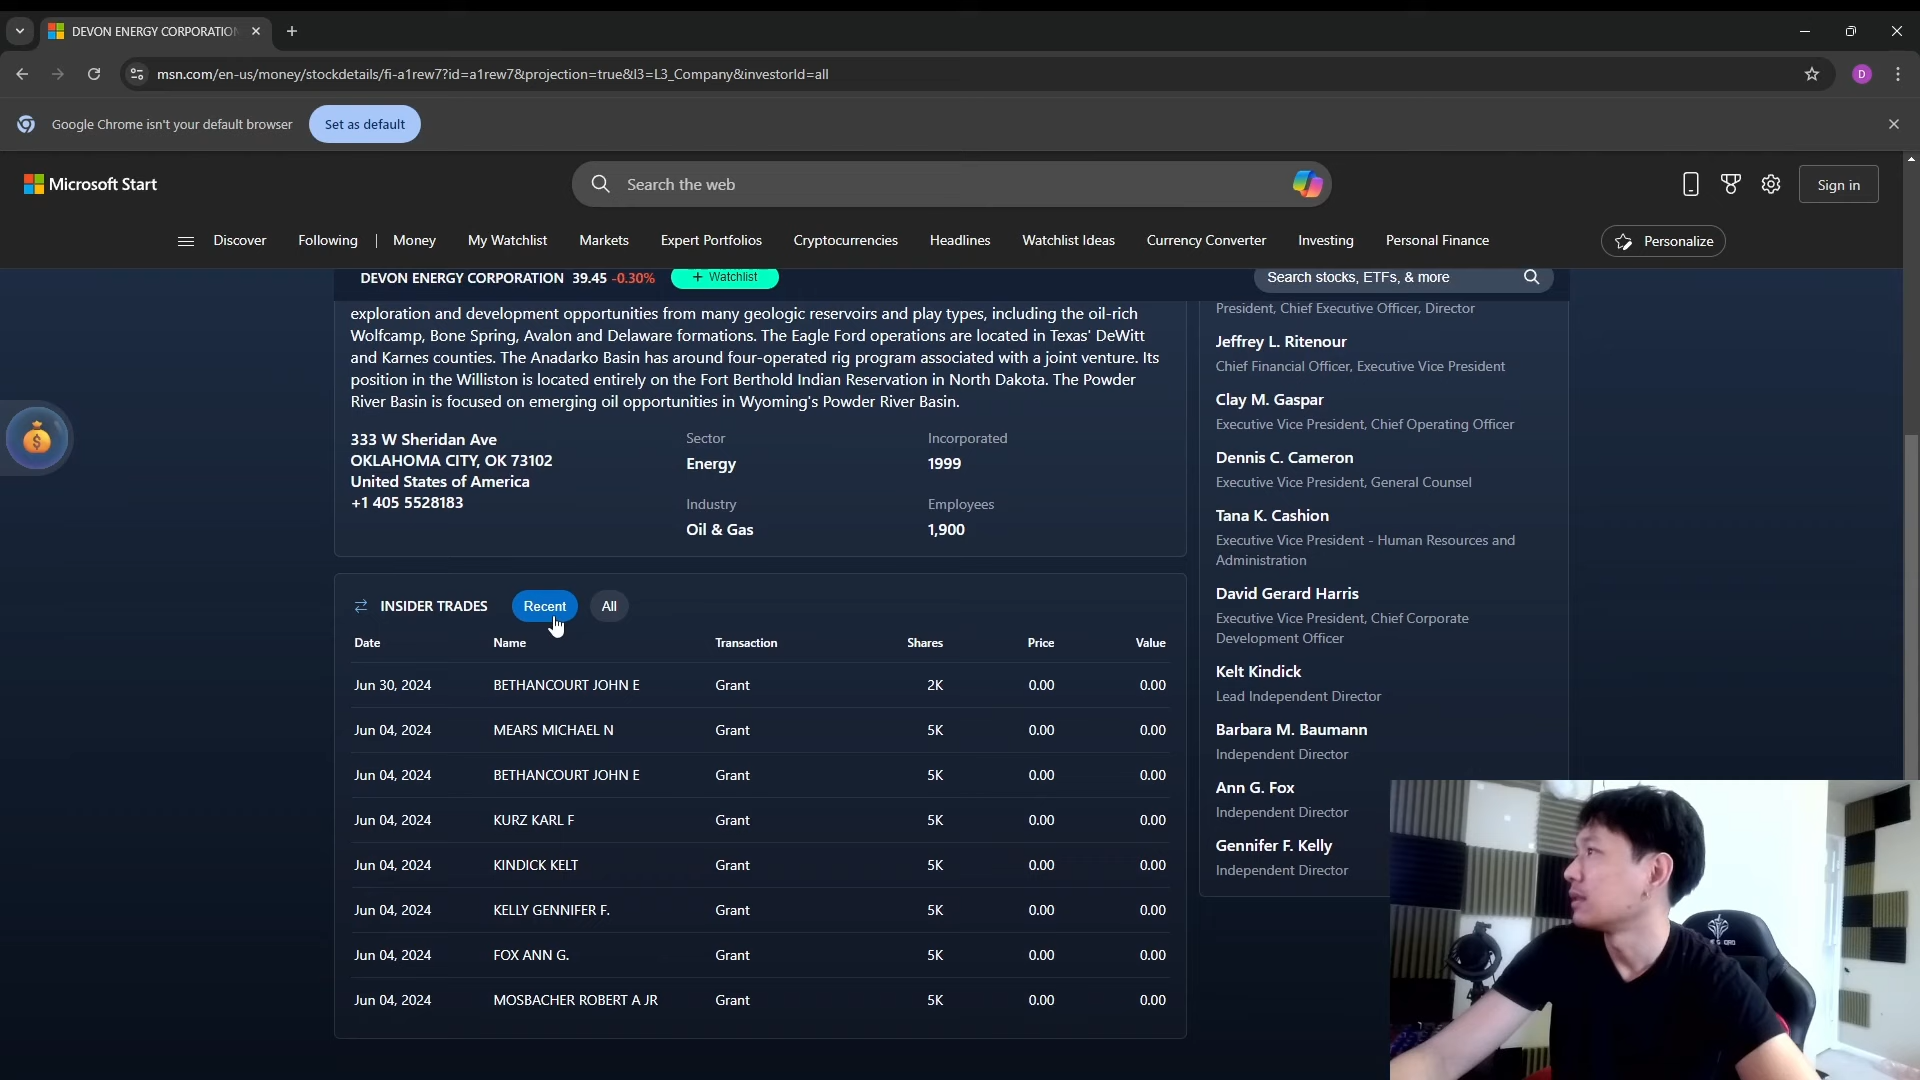 DEVON ENERGY CORPORATION
msn.com/en-us/money/stockdetails/fi-a1rew7?id=a1rew7&projection=true&l3=L3_Company&investorId=all
D
Google Chrome isn't your default browser
Set as default
Microsoft Start
Search the web
Sign in
Discover
Following
Money
My Watchlist
Markets
Expert Portfolios
Cryptocurrencies
Headlines
Watchlist Ideas
Currency Converter
Investing
Personal Finance
Personalize
DEVON ENERGY CORPORATION 39.45 -0.30%
+ Watchlist
Search stocks, ETFs, & more
exploration and development opportunities from many geologic reservoirs and play types, including the oil-rich
Wolfcamp, Bone Spring, Avalon and Delaware formations. The Eagle Ford operations are located in Texas' DeWitt
and Karnes counties. The Anadarko Basin has around four-operated rig program associated with a joint venture. Its
position in the Williston is located entirely on the Fort Berthold Indian Reservation in North Dakota. The Powder
River Basin is focused on emerging oil opportunities in Wyoming's Powder River Basin.
333 W Sheridan Ave
OKLAHOMA CITY, OK 73102
United States of America
+1 405 5528183
Sector
Energy
Industry
Oil & Gas
Incorporated
1999
Employees
1,900
INSIDER TRADES
Recent
All
Date Name Transaction Shares Price Value
Jun 30, 2024 BETHANCOURT JOHN E Grant 2K 0.00 0.00
Jun 04, 2024 MEARS MICHAEL N Grant 5K 0.00 0.00
Jun 04, 2024 BETHANCOURT JOHN E Grant 5K 0.00 0.00
Jun 04, 2024 KURZ KARL F Grant 5K 0.00 0.00
Jun 04, 2024 KINDICK KELT Grant 5K 0.00 0.00
Jun 04, 2024 KELLY GENNIFER F. Grant 5K 0.00 0.00
Jun 04, 2024 FOX ANN G. Grant 5K 0.00 0.00
Jun 04, 2024 MOSBACHER ROBERT A JR Grant 5K 0.00 0.00
President, Chief Executive Officer, Director
Jeffrey L. Ritenour
Chief Financial Officer, Executive Vice President
Clay M. Gaspar
Executive Vice President, Chief Operating Officer
Dennis C. Cameron
Executive Vice President, General Counsel
Tana K. Cashion
Executive Vice President - Human Resources and
Administration
David Gerard Harris
Executive Vice President, Chief Corporate
Development Officer
Kelt Kindick
Lead Independent Director
Barbara M. Baumann
Independent Director
Ann G. Fox
Independent Director
Gennifer F. Kelly
Independent Director